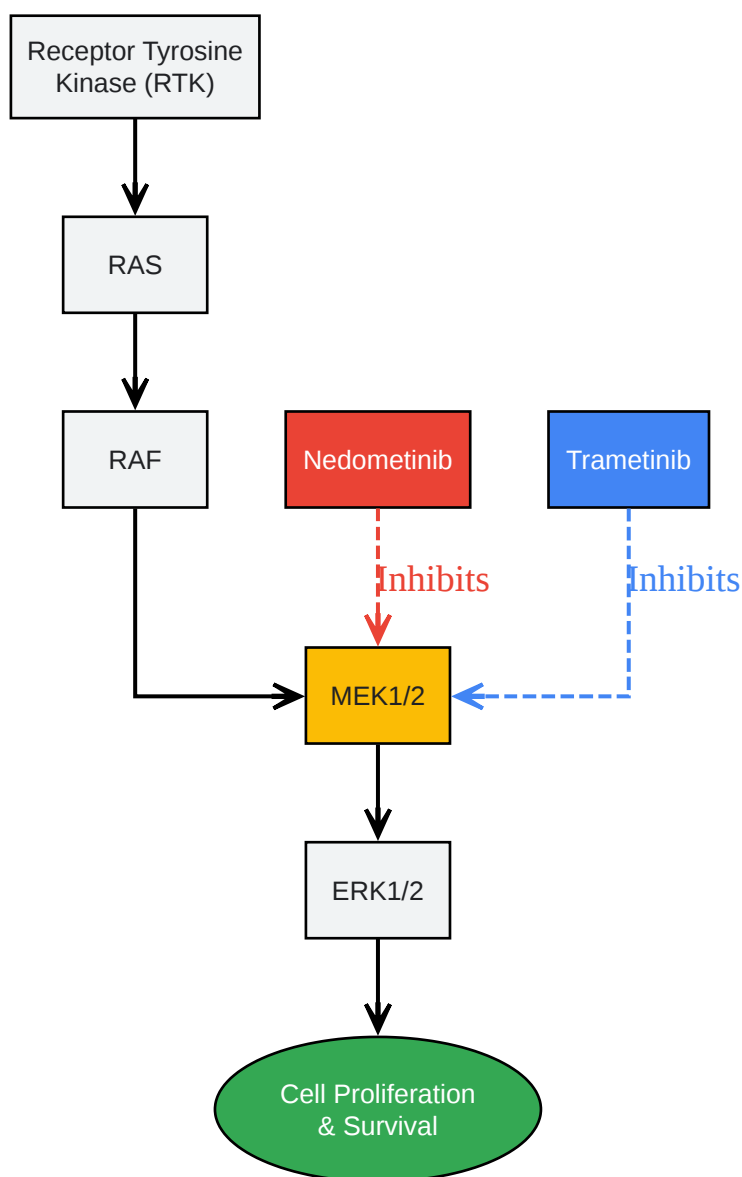 Receptor Tyrosine
Kinase (RTK)
RAS
RAF
Nedometinib
Trametinib
Inhibits
Inhibits
MEK1/2
ERK1/2
Cell Proliferation
& Survival